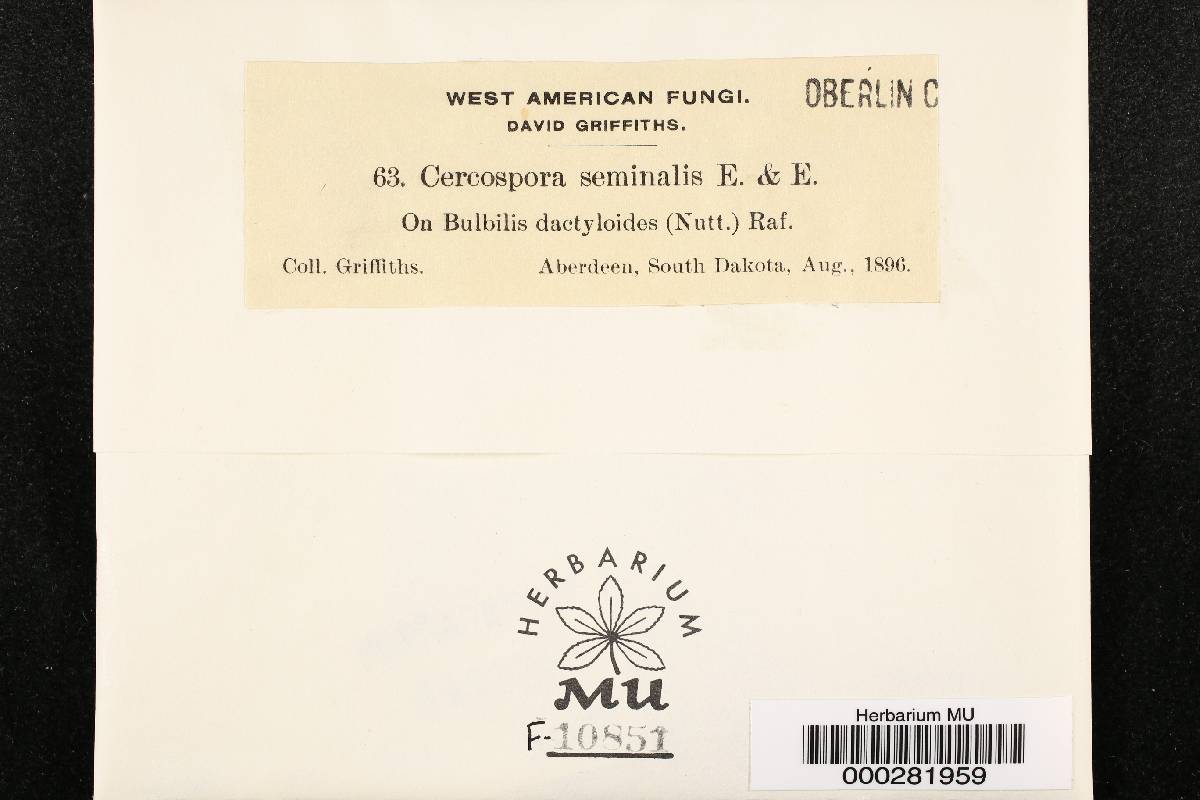 WEST AMERICAN FUNGI.
OBERLIN C
DAVID GRIFFITHS.
63. Cercospora seminalis E. & E.
On Bulbilis dactyloides (Nutt.) Raf.
Coll. Griffiths. Aberdeen, South Dakota, Aug., 1896.
HERBARIUM
MU
F-10851
Herbarium MU
000281959